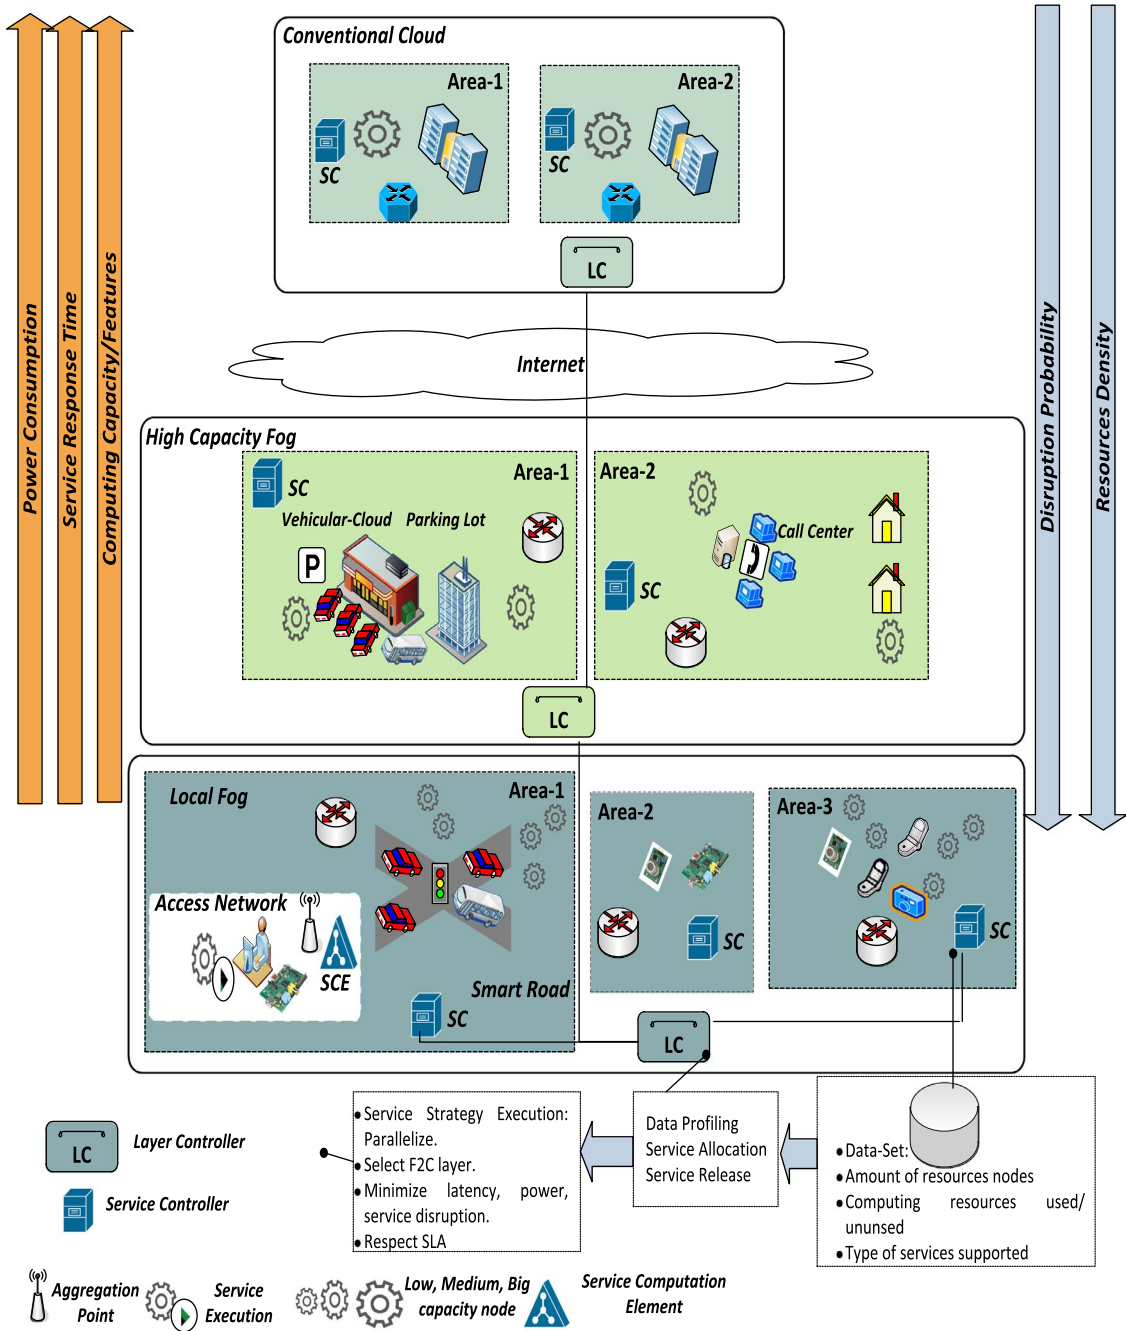 Conventional Cloud
Area-1
SC
Area-2
SC
LC
Power Consumption
Service Response Time
Computing Capacity/Features
Disruption Probability
Resources Density
Internet
High Capacity Fog
Area-1
SC
Vehicular-Cloud Parking Lot
P
Area-2
Call Center
SC
LC
Local Fog
Area-1
Access Network
SCE
Smart Road
SC
Area-2
SC
Area-3
SC
LC
Service Strategy Execution:
Parallelize.
Select F2C layer.
Minimize latency, power,
service disruption.
Respect SLA
Data Profiling
Service Allocation
Service Release
Data-Set:
Amount of resources nodes
Computing resources used/
ununsed
Type of services supported
LC
Layer Controller
Service Controller
Aggregation
Point
Service
Execution
Low, Medium, Big
capacity node
Service Computation
Element